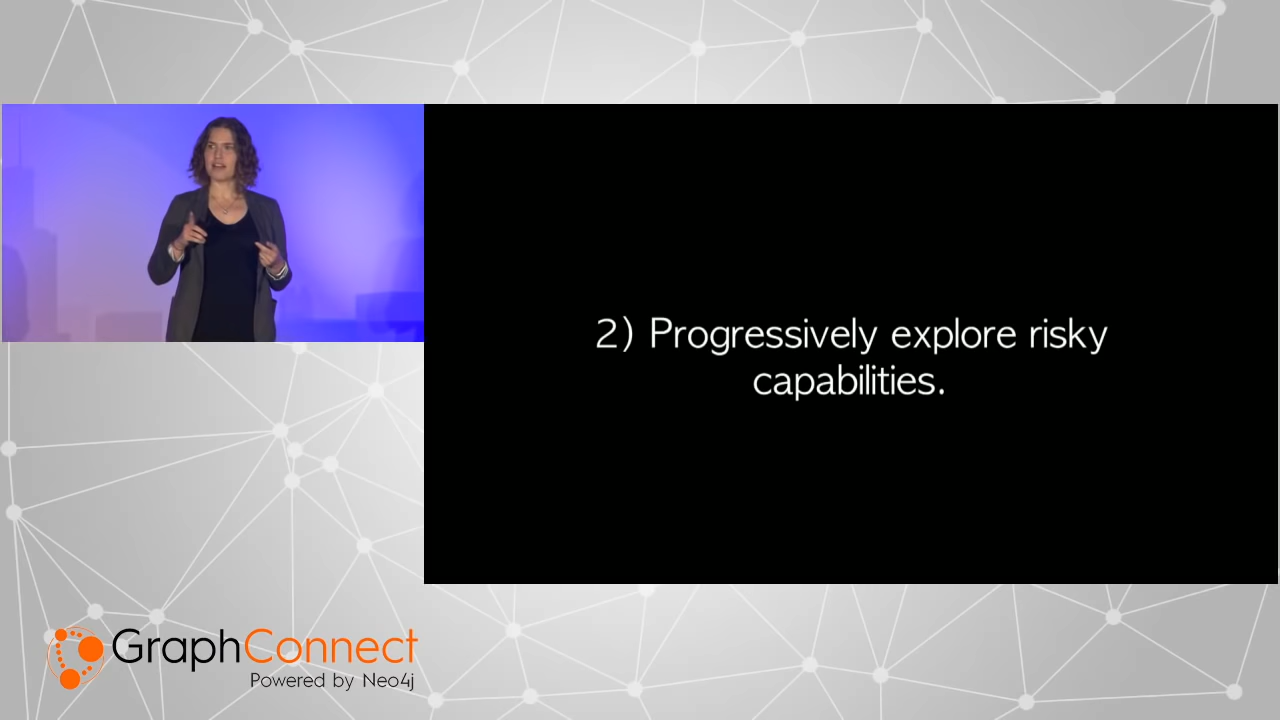 2) Progressively explore risky
capabilities.
GraphConnect
Powered by Neo4j